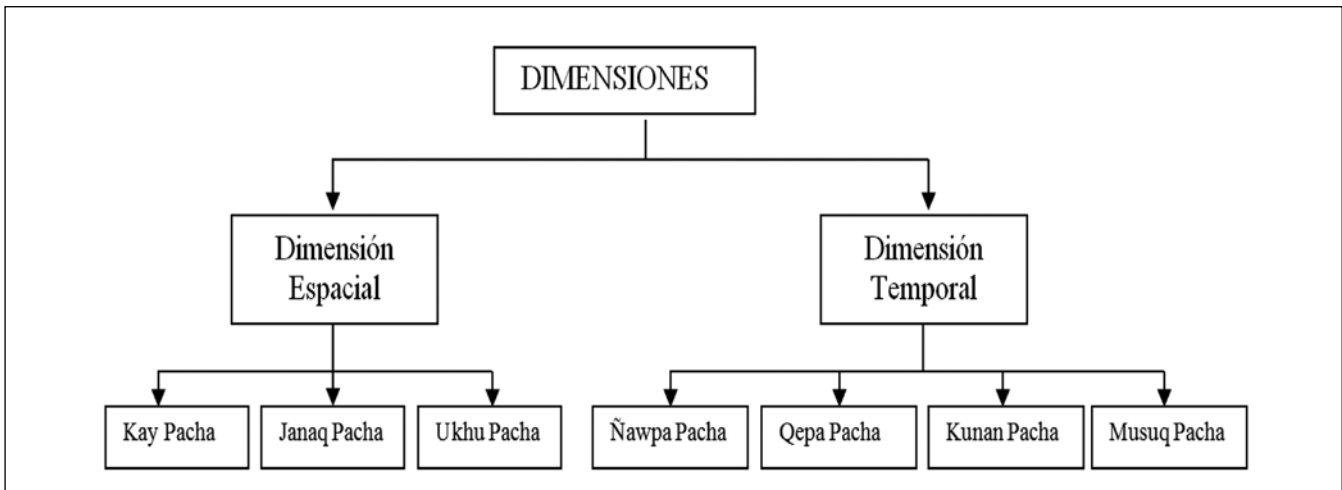 DIMENSIONES
Dimensión
Espacial
Dimensión
Temporal
Kay Pacha
Janaq Pacha
Ukhu Pacha
Ñawpa Pacha
Qepa Pacha
Kunan Pacha
Musuq Pacha